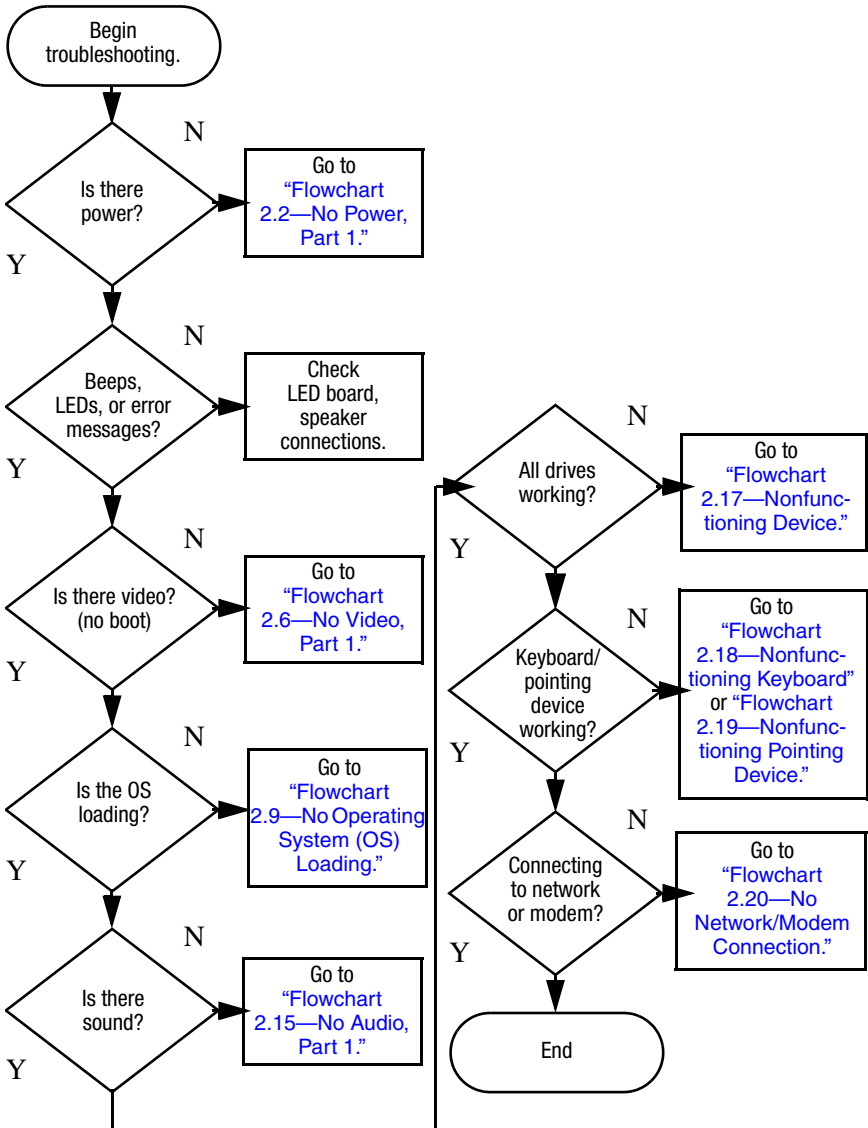 Begin
troubleshooting.
N
Is there
power?
Go to
“Flowchart
2.2—No Power,
Part 1.”
Y
N
Beeps,
LEDs, or error
messages?
Check
LED board,
speaker
connections.
Y
N
Is there video?
(no boot)
Go to
“Flowchart
2.6—No Video,
Part 1.”
Y
N
Is the OS
loading?
Go to
“Flowchart
2.9—No Operating
System (OS)
Loading.”
Y
N
Is there
sound?
Go to
“Flowchart
2.15—No Audio,
Part 1.”
Y
N
All drives
working?
Go to
“Flowchart
2.17—Nonfunc-
tioning Device.”
Y
N
Keyboard/
pointing
device
working?
Go to
“Flowchart
2.18—Nonfunc-
tioning Keyboard”
or “Flowchart
2.19—Nonfunc-
tioning Pointing
Device.”
Y
N
Connecting
to network
or modem?
Go to
“Flowchart
2.20—No
Network/Modem
Connection.”
Y
End